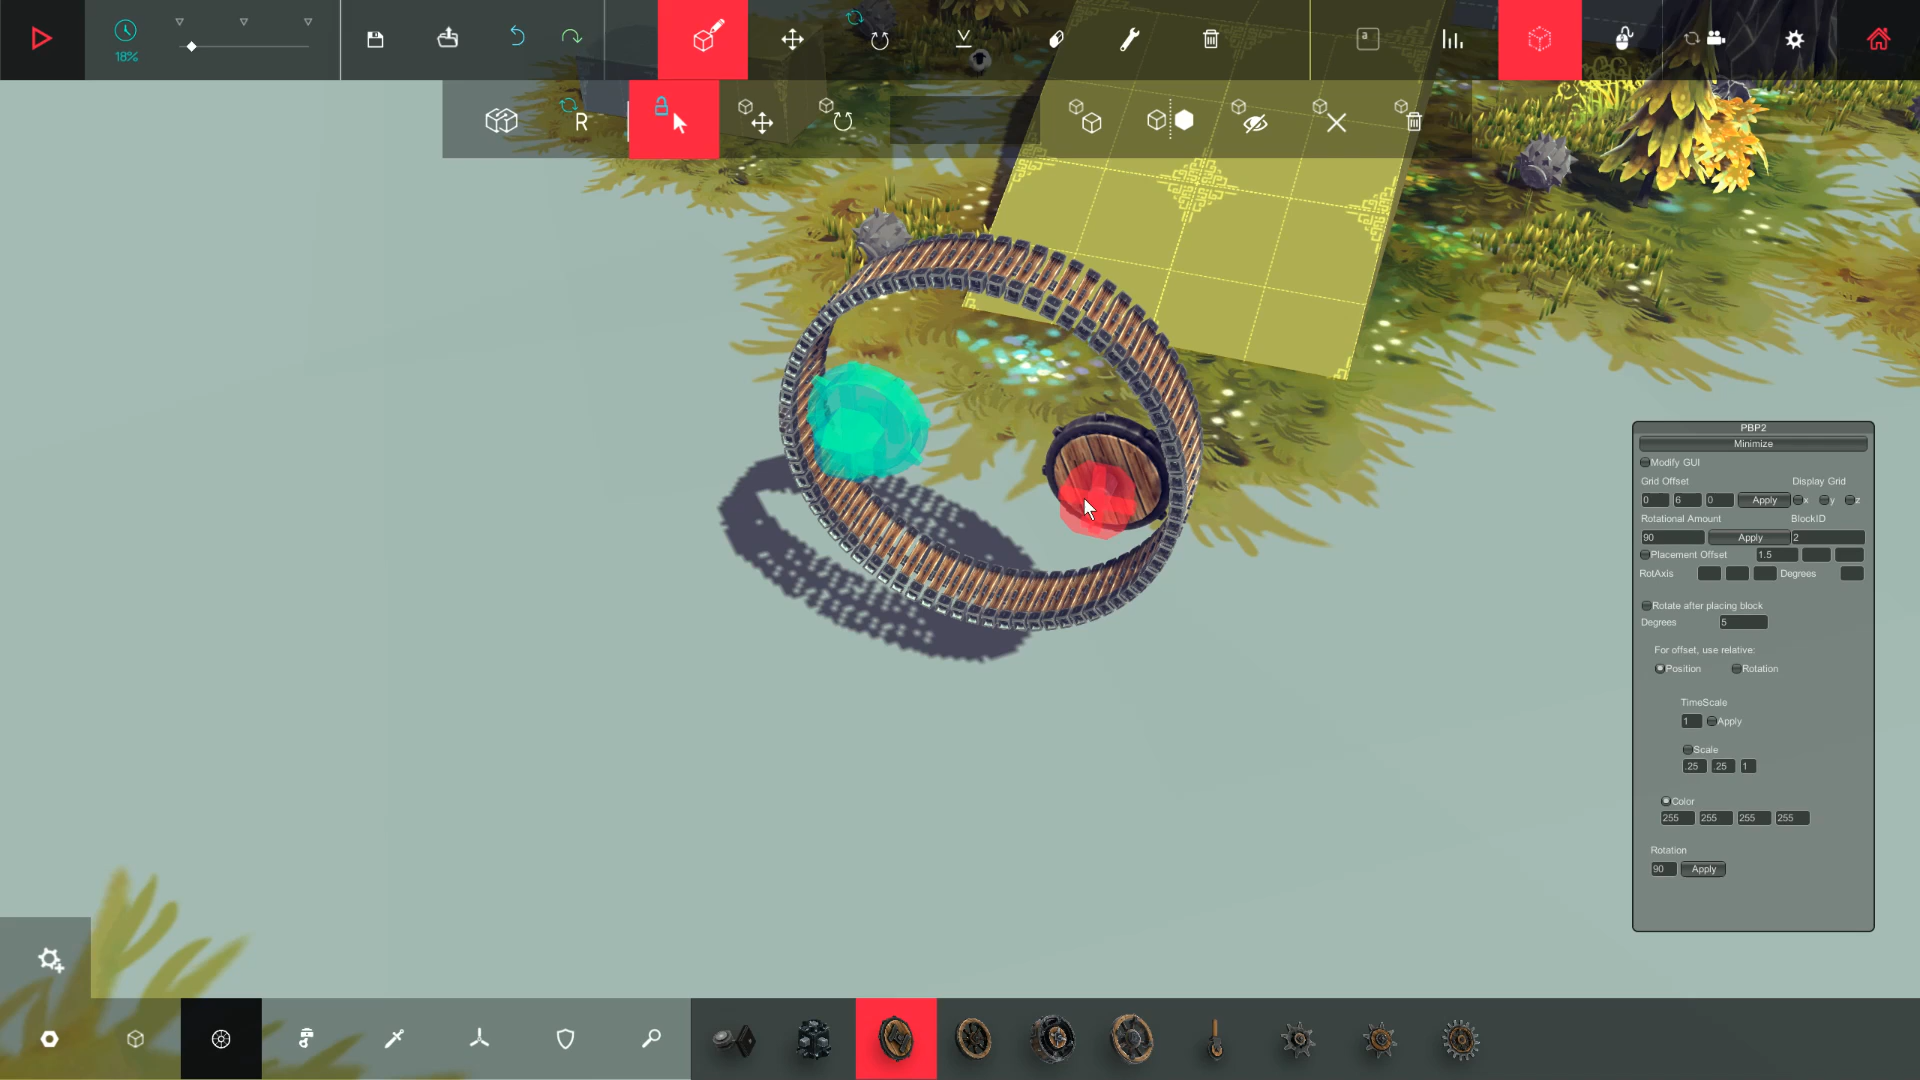 18%
a
R
PBP2
Minimize
Modify GUI
Grid Offset Display Grid
0 6 0 Apply x y z
Rotational Amount BlockID
90 Apply 2
Placement Offset 1.5
RotAxis Degrees
Rotate after placing block
Degrees 5
For offset, use relative:
Position Rotation
TimeScale
1 Apply
Scale
.25 .25 1
Color
255 255 255 255
Rotation
90 Apply